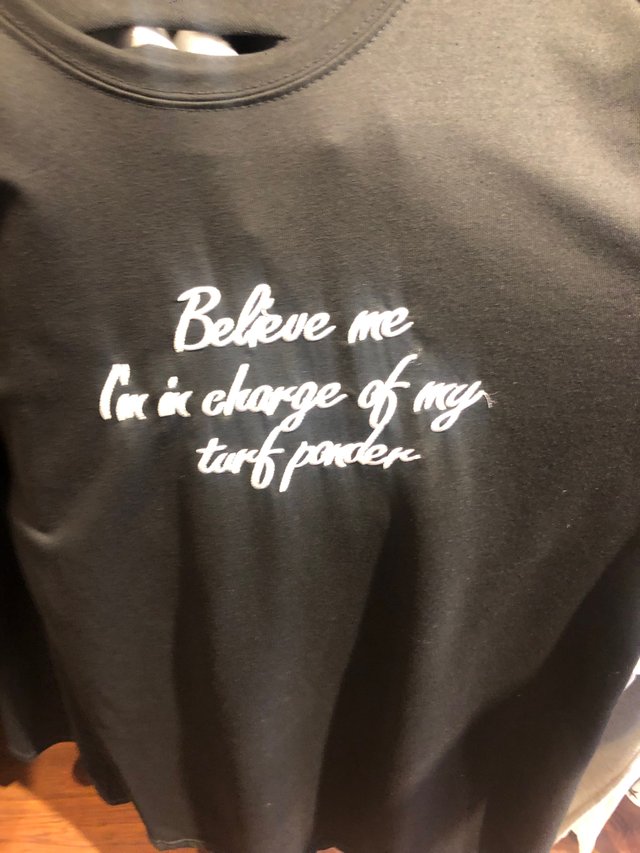 Believe me
I'm in charge of my
turf ponder